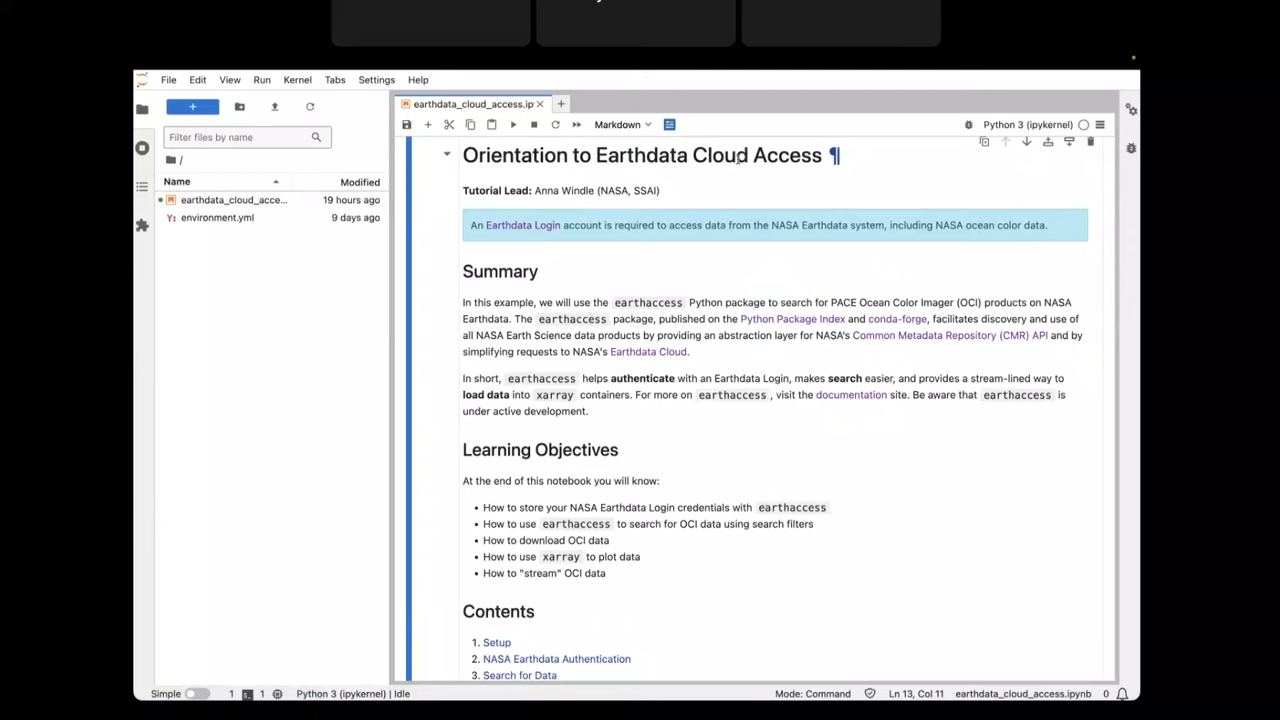 File Edit View Run Kernel Tabs Settings Help
earthdata_cloud_access.ip
Filter files by name
Markdown
Python 3 (ipykernel)
/
Name Modified
earthdata_cloud_acce... 19 hours ago
environment.yml 9 days ago
Orientation to Earthdata Cloud Access ¶
Tutorial Lead: Anna Windle (NASA, SSAI)
An Earthdata Login account is required to access data from the NASA Earthdata system, including NASA ocean color data.
Summary
In this example, we will use the earthaccess Python package to search for PACE Ocean Color Imager (OCI) products on NASA
Earthdata. The earthaccess package, published on the Python Package Index and conda-forge, facilitates discovery and use of
all NASA Earth Science data products by providing an abstraction layer for NASA's Common Metadata Repository (CMR) API and by
simplifying requests to NASA's Earthdata Cloud.
In short, earthaccess helps authenticate with an Earthdata Login, makes search easier, and provides a stream-lined way to
load data into xarray containers. For more on earthaccess , visit the documentation site. Be aware that earthaccess is
under active development.
Learning Objectives
At the end of this notebook you will know:
• How to store your NASA Earthdata Login credentials with earthaccess
• How to use earthaccess to search for OCI data using search filters
• How to download OCI data
• How to use xarray to plot data
• How to "stream" OCI data
Contents
1. Setup
2. NASA Earthdata Authentication
3. Search for Data
Simple 1 1 Python 3 (ipykernel) | Idle Mode: Command Ln 13, Col 11 earthdata_cloud_access.ipynb 0